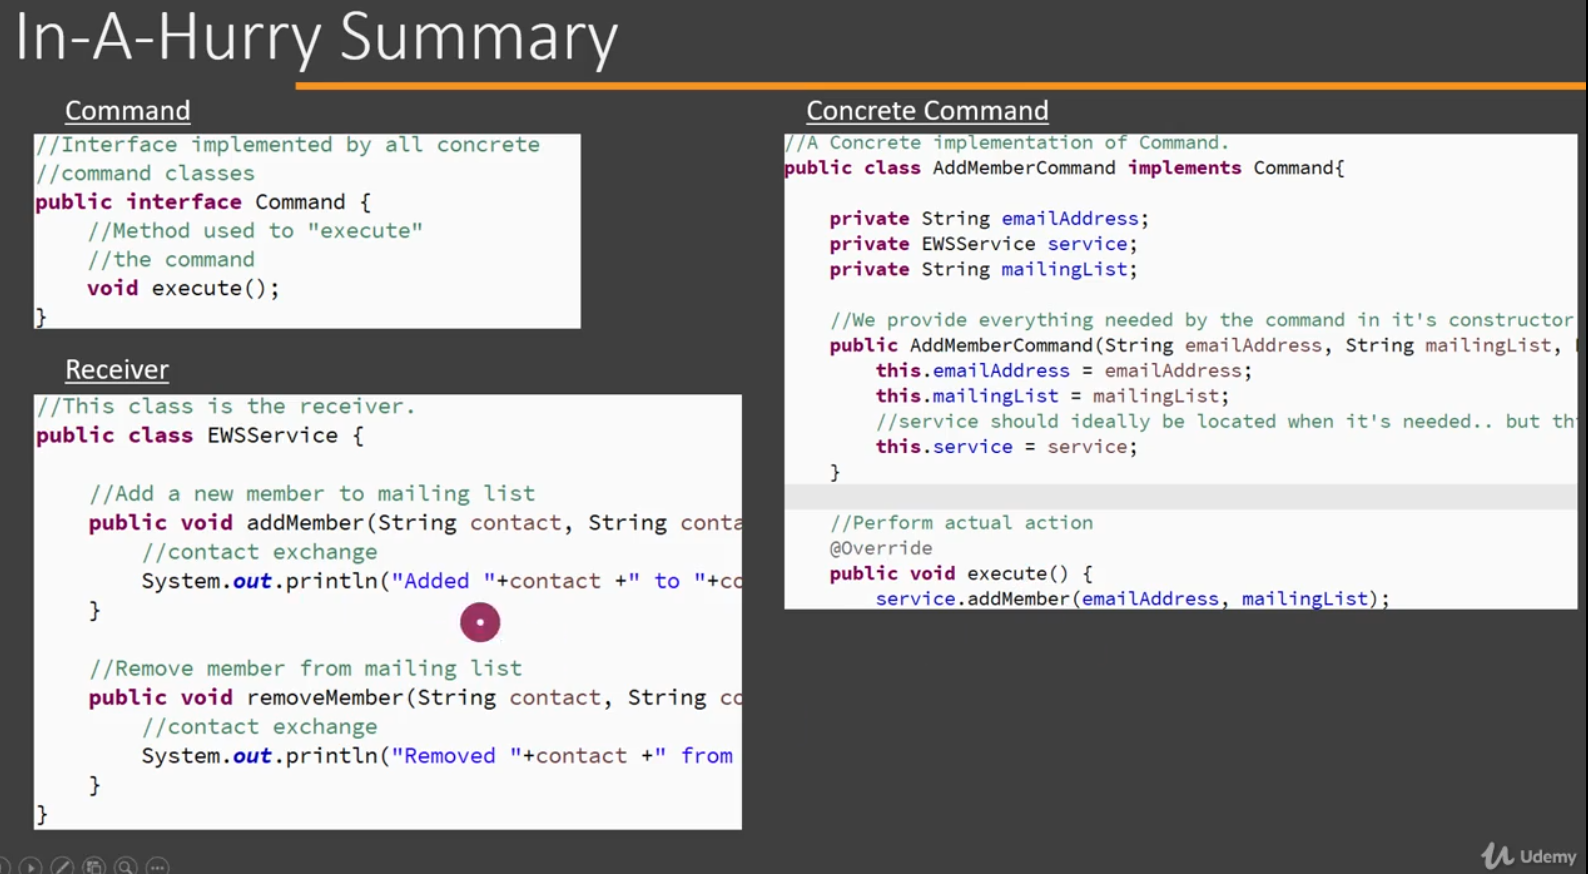 In-A-Hurry Summary
Command
//Interface implemented by all concrete
//command classes
public interface Command {
//Method used to "execute"
//the command
void execute();
}
Receiver
//This class is the receiver.
public class EWSService {
//Add a new member to mailing list
public void addMember(String contact, String conta
//contact exchange
System.out.println("Added "+contact +" to "+co
}
//Remove member from mailing list
public void removeMember(String contact, String co
//contact exchange
System.out.println("Removed "+contact +" from
}
}
Concrete Command
//A Concrete implementation of Command.
public class AddMemberCommand implements Command{
private String emailAddress;
private EWSService service;
private String mailingList;
//We provide everything needed by the command in it's constructor
public AddMemberCommand(String emailAddress, String mailingList,
this.emailAddress = emailAddress;
this.mailingList = mailingList;
//service should ideally be located when it's needed.. but th
this.service = service;
}
//Perform actual action
@Override
public void execute() {
service.addMember(emailAddress, mailingList);
Udemy